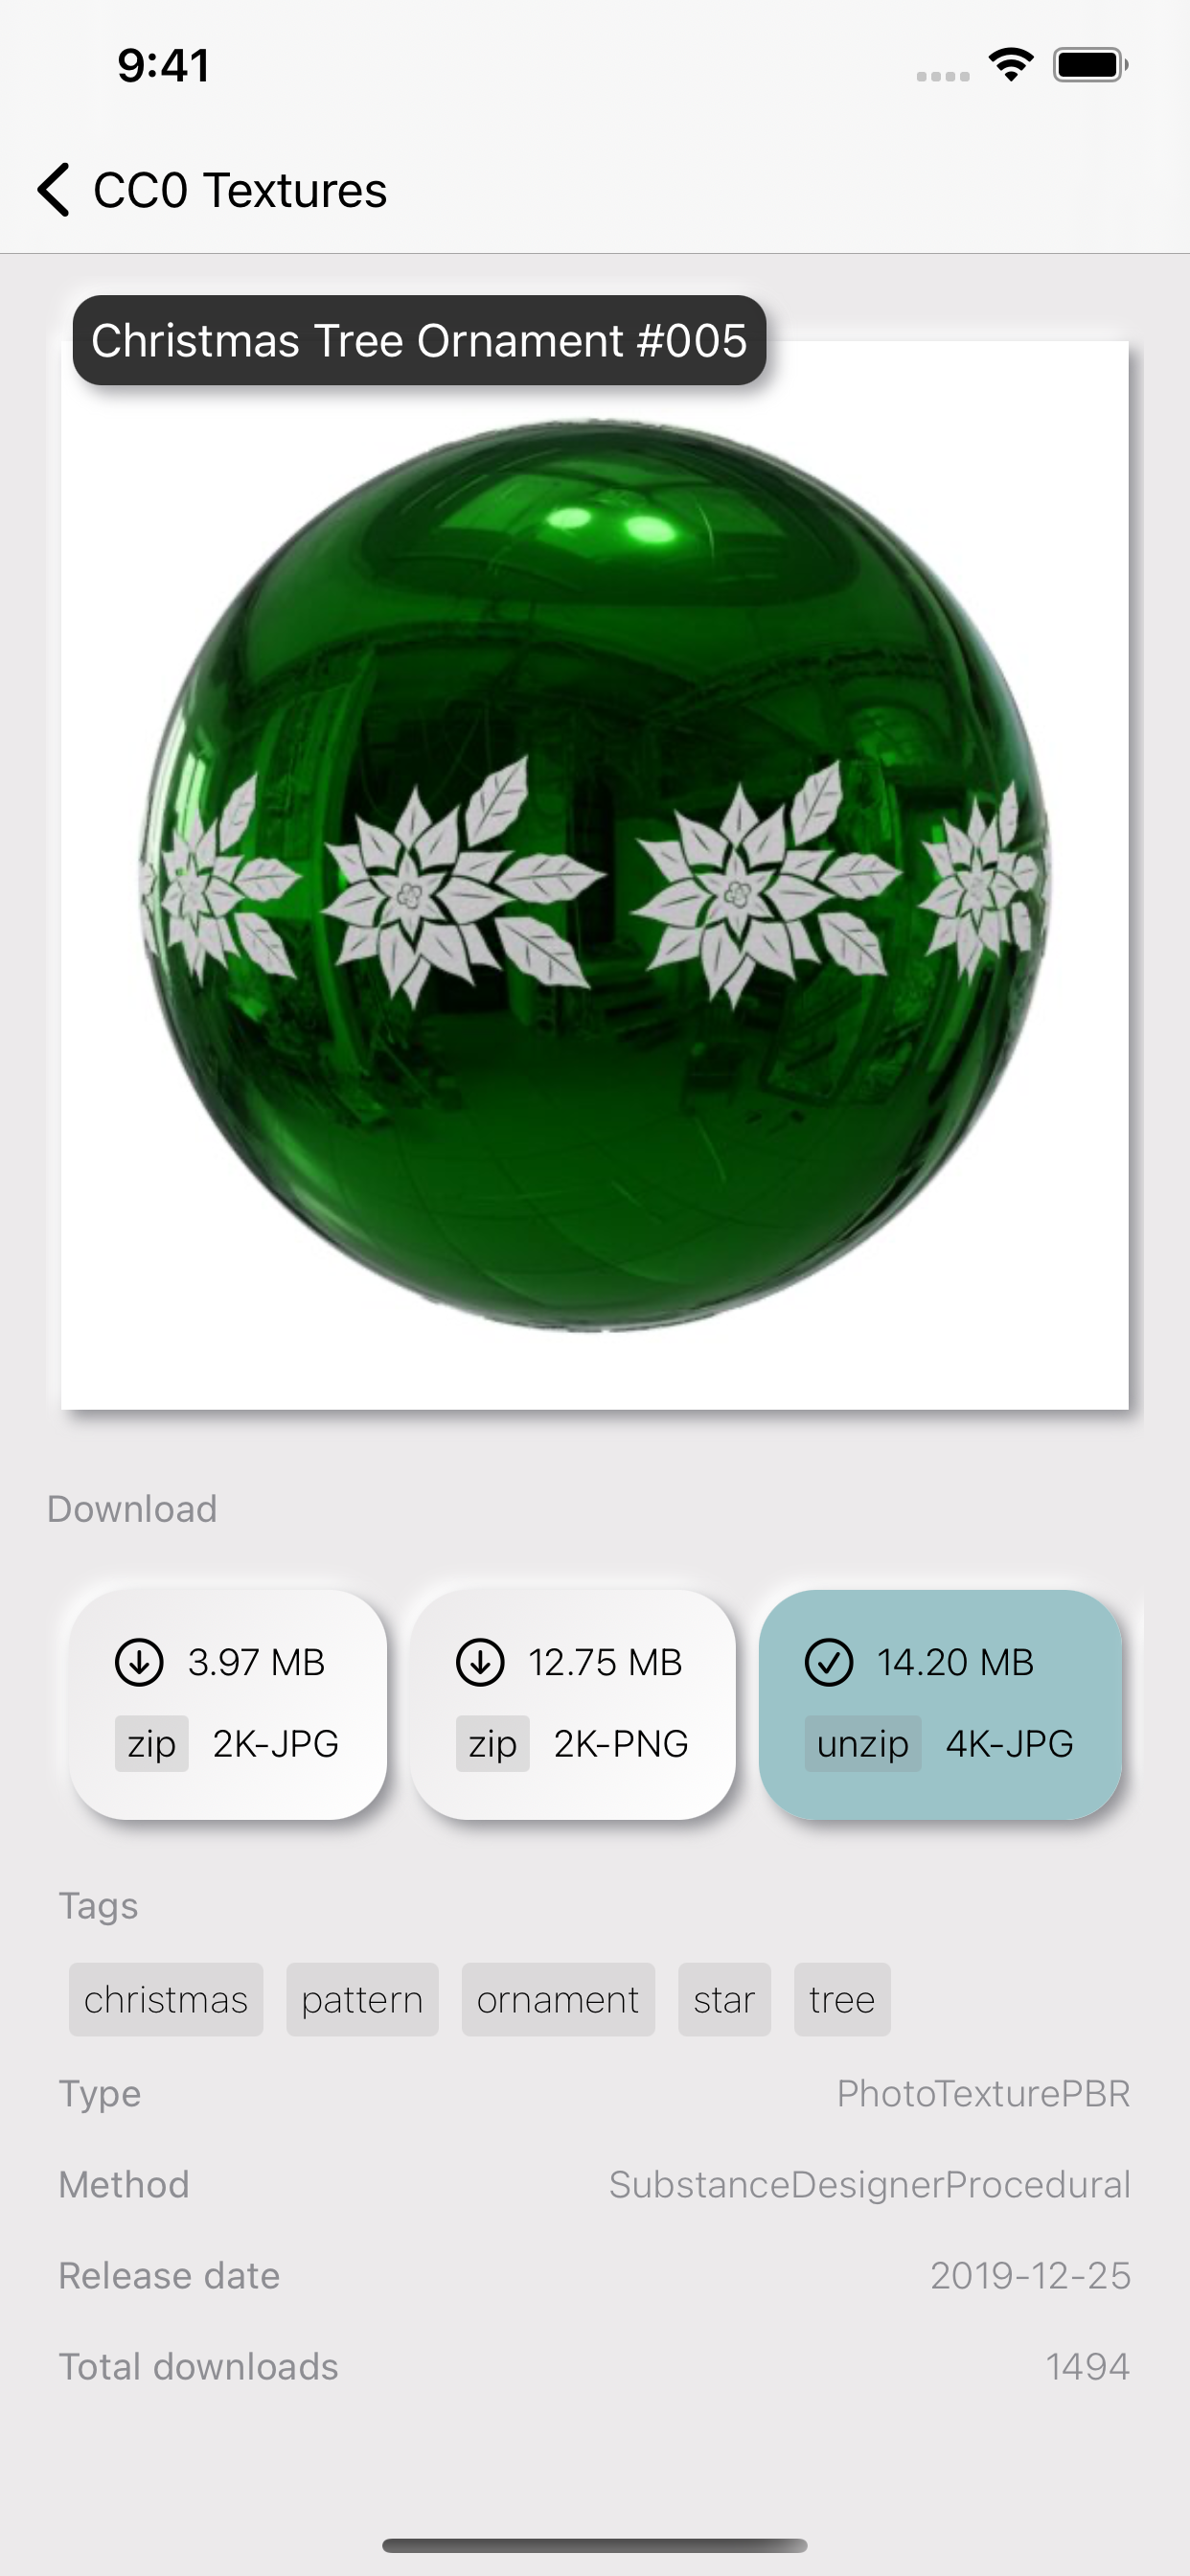 9:41
CC0 Textures
Christmas Tree Ornament #005
Download
3.97 MB
zip 2K-JPG
12.75 MB
zip 2K-PNG
14.20 MB
unzip 4K-JPG
Tags
christmas pattern ornament star tree
Type PhotoTexturePBR
Method SubstanceDesignerProcedural
Release date 2019-12-25
Total downloads 1494